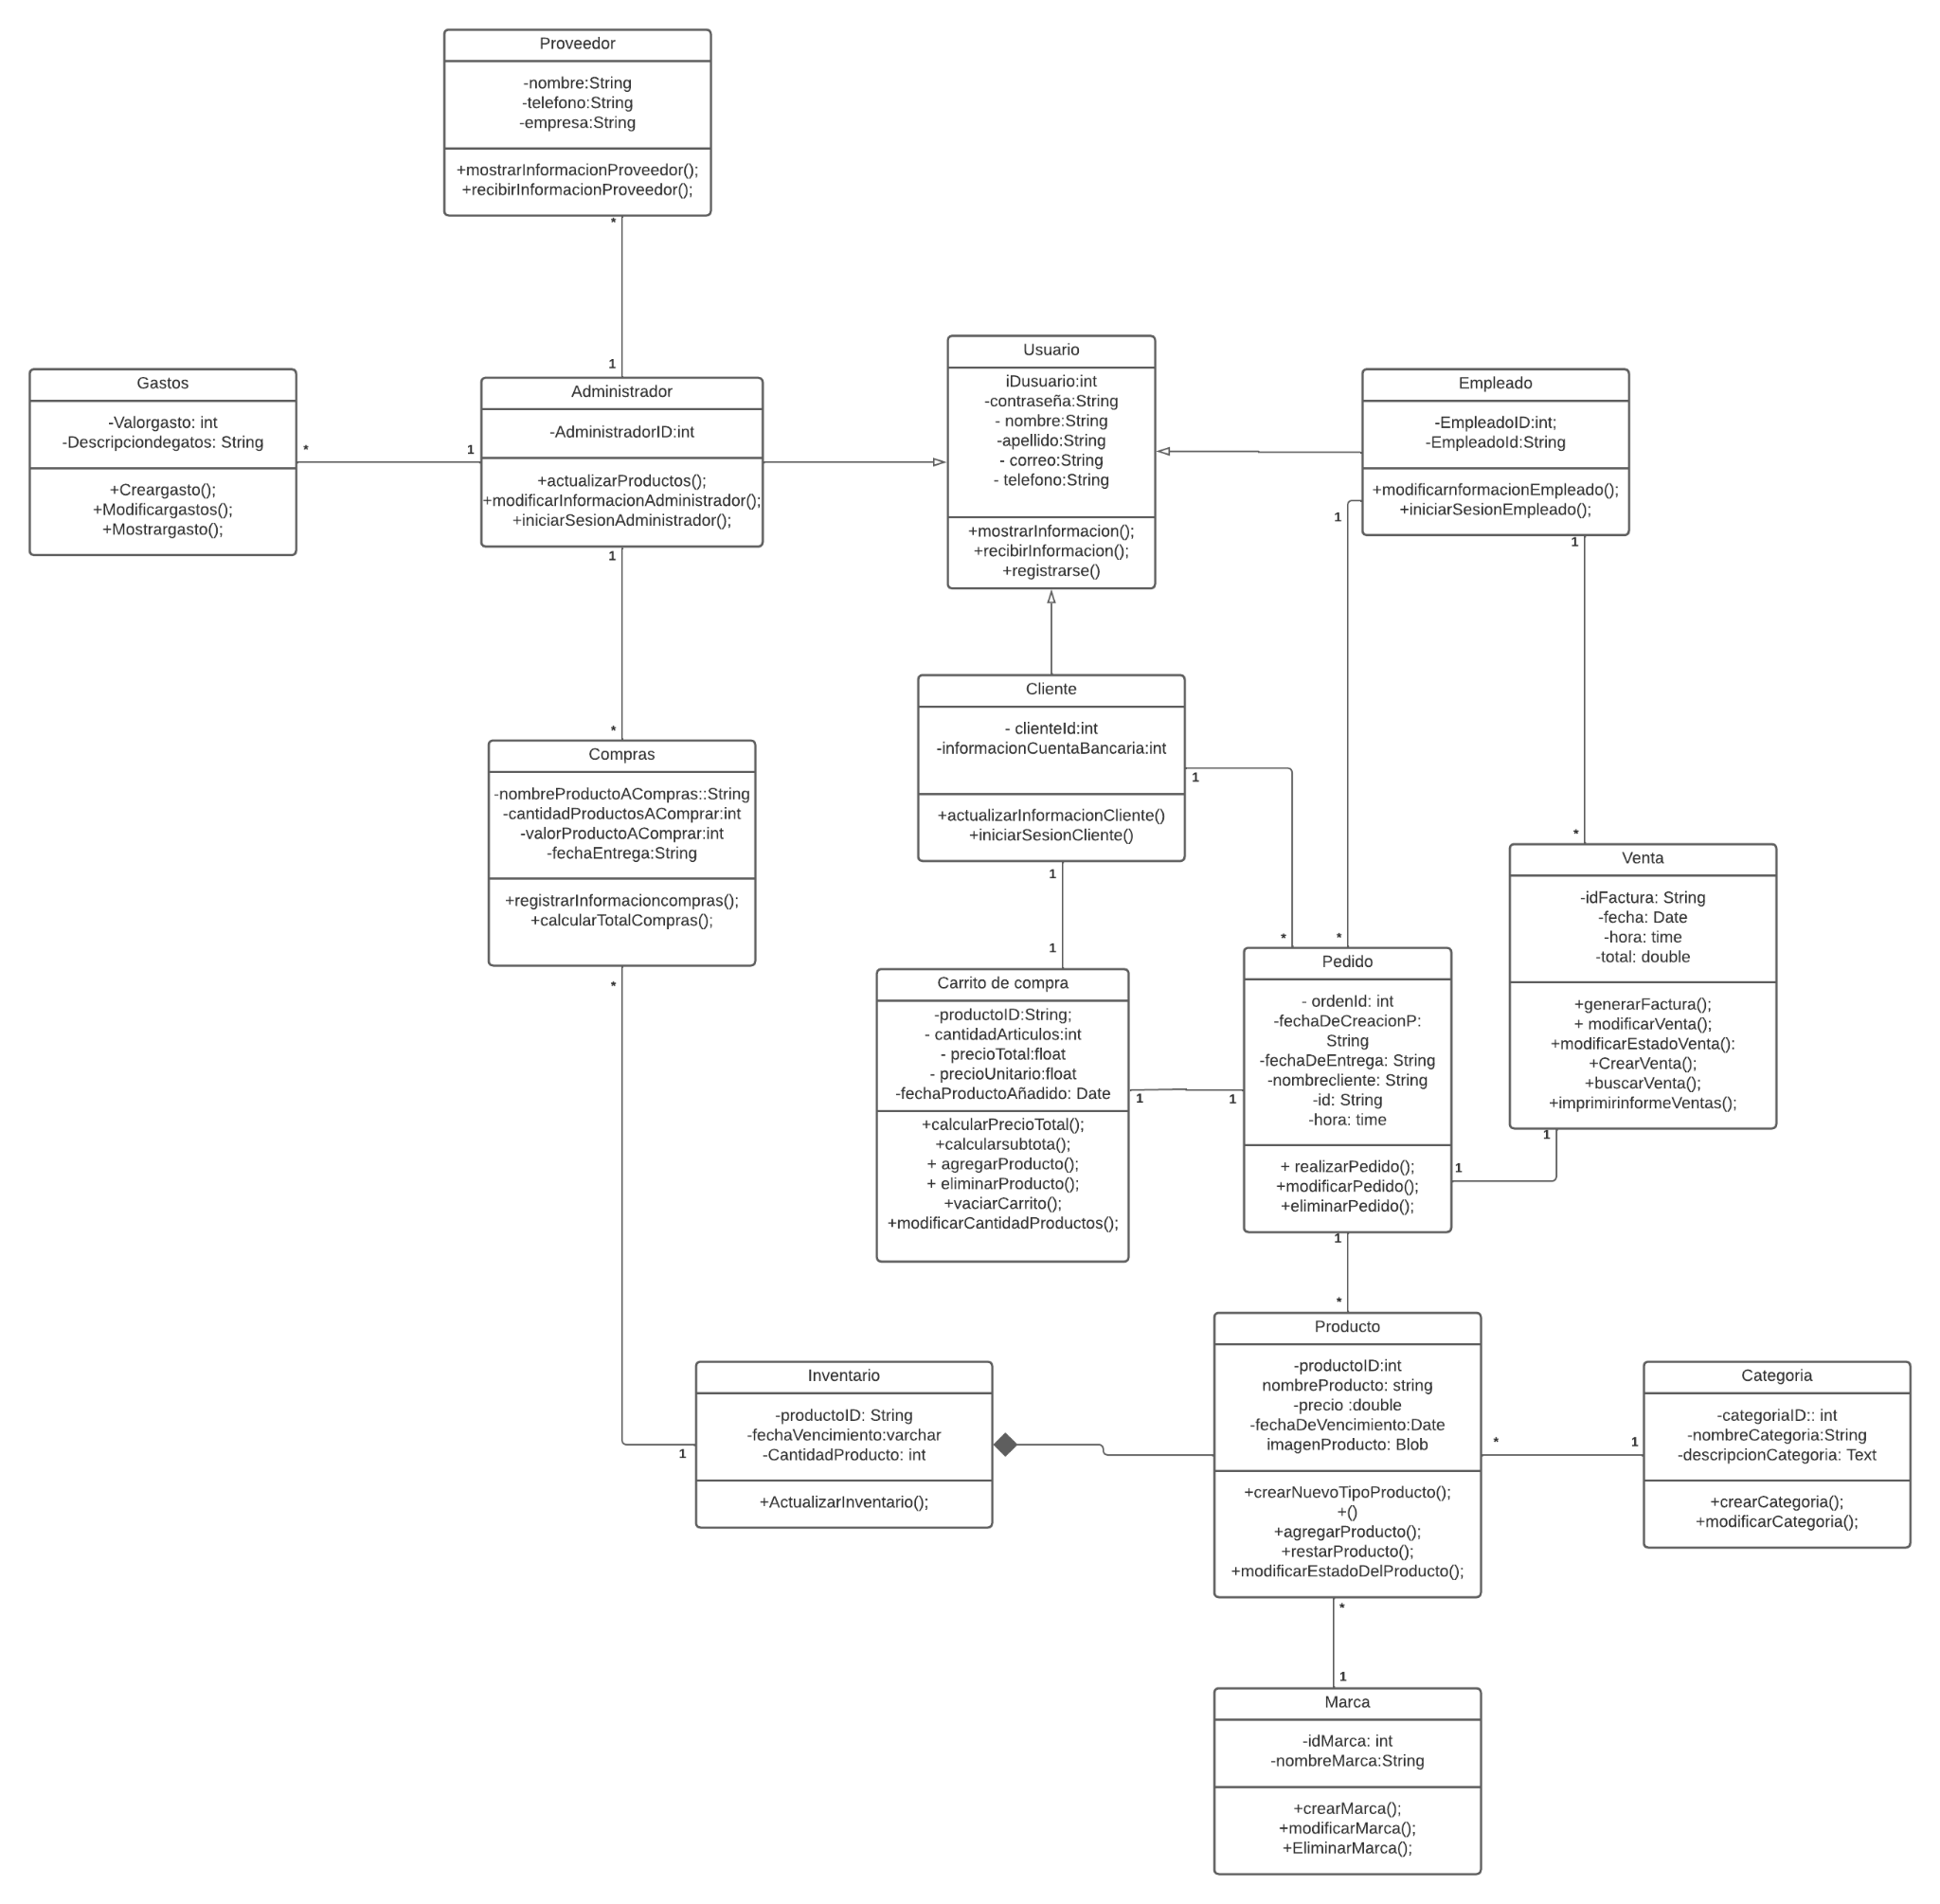 Proveedor
-nombre:String
-telefono:String
-empresa:String
+mostrarInformacionProveedor();
+recibirInformacionProveedor();
*
1
Gastos
-Valorgasto: int
-Descripciondegatos: String
+Creargasto();
+Modificargastos();
+Mostrargasto();
*
1
Administrador
-AdministradorID:int
+actualizarProductos();
+modificarInformacionAdministrador();
+iniciarSesionAdministrador();
1
*
Usuario
iDusuario:int
-contraseña:String
- nombre:String
-apellido:String
- correo:String
- telefono:String
+mostrarInformacion();
+recibirInformacion();
+registrarse()
Empleado
-EmpleadoID:int;
-EmpleadoId:String
+modificarnformacionEmpleado();
+iniciarSesionEmpleado();
1
1
*
*
Cliente
- clienteId:int
-informacionCuentaBancaria:int
+actualizarInformacionCliente()
+iniciarSesionCliente()
1
*
1
1
Compras
-nombreProductoACompras::String
-cantidadProductosAComprar:int
-valorProductoAComprar:int
-fechaEntrega:String
+registrarInformacioncompras();
+calcularTotalCompras();
*
1
Venta
-idFactura: String
-fecha: Date
-hora: time
-total: double
+generarFactura();
+ modificarVenta();
+modificarEstadoVenta():
+CrearVenta();
+buscarVenta();
+imprimirinformeVentas();
1
1
Carrito de compra
-productoID:String;
- cantidadArticulos:int
- precioTotal:float
- precioUnitario:float
-fechaProductoAñadido: Date
+calcularPrecioTotal();
+calcularsubtota();
+ agregarProducto();
+ eliminarProducto();
+vaciarCarrito();
+modificarCantidadProductos();
1
1
Pedido
- ordenId: int
-fechaDeCreacionP:
String
-fechaDeEntrega: String
-nombrecliente: String
-id: String
-hora: time
+ realizarPedido();
+modificarPedido();
+eliminarPedido();
1
*
Inventario
-productoID: String
-fechaVencimiento:varchar
-CantidadProducto: int
+ActualizarInventario();
Producto
-productoID:int
nombreProducto: string
-precio :double
-fechaDeVencimiento:Date
imagenProducto: Blob
+crearNuevoTipoProducto();
+()
+agregarProducto();
+restarProducto();
+modificarEstadoDelProducto();
*
1
Categoria
-categoriaID:: int
-nombreCategoria:String
-descripcionCategoria: Text
+crearCategoria();
+modificarCategoria();
*
1
Marca
-idMarca: int
-nombreMarca:String
+crearMarca();
+modificarMarca();
+EliminarMarca();